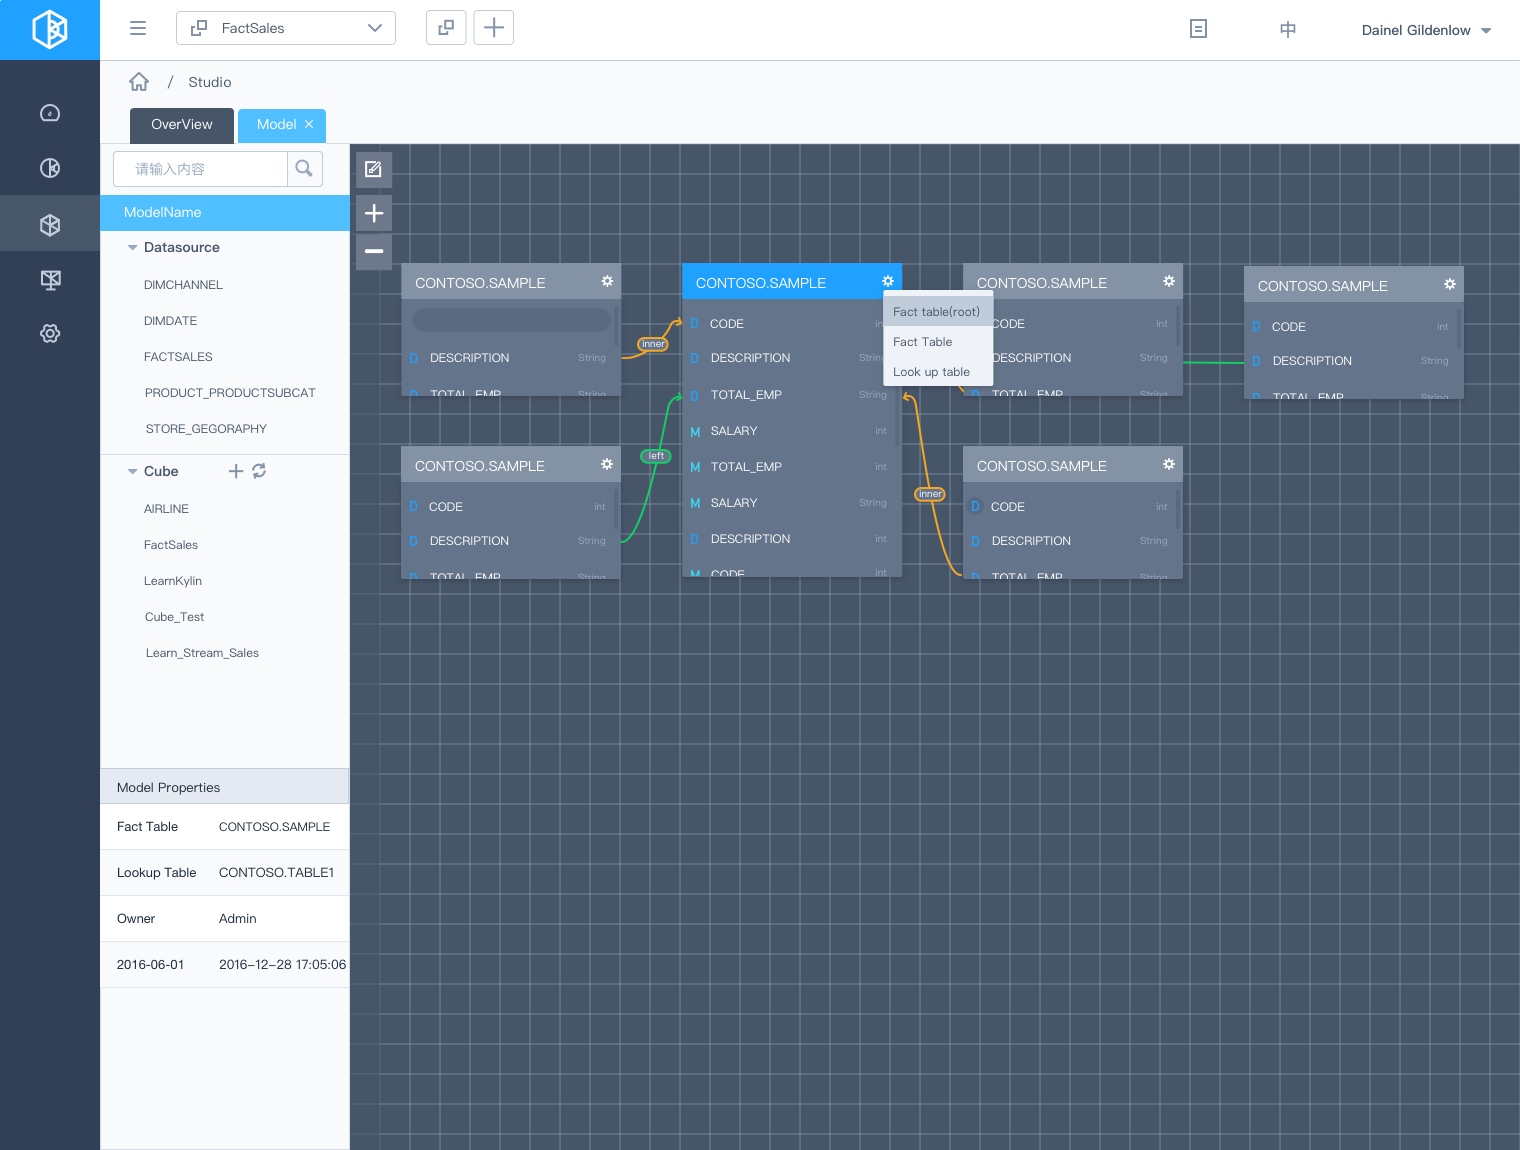 FactSales
中
Dainel Gildenlow
/ Studio
OverView
Model ×
请输入内容
ModelName
Datasource
DIMCHANNEL
DIMDATE
FACTSALES
PRODUCT_PRODUCTSUBCAT
STORE_GEGORAPHY
Cube
AIRLINE
FactSales
LearnKylin
Cube_Test
Learn_Stream_Sales
Model Properties
Fact Table CONTOSO.SAMPLE
Lookup Table CONTOSO.TABLE1
Owner Admin
2016-06-01 2016-12-28 17:05:06
CONTOSO.SAMPLE
D DESCRIPTION String
D TOTAL_EMP String
inner
CONTOSO.SAMPLE
D CODE int
D DESCRIPTION String
D TOTAL_EMP String
left
CONTOSO.SAMPLE
D CODE int
D DESCRIPTION String
D TOTAL_EMP String
M SALARY int
M TOTAL_EMP int
M SALARY String
D DESCRIPTION int
M CODE int
Fact table(root)
Fact Table
Look up table
CONTOSO.SAMPLE
CODE int
DESCRIPTION String
D TOTAL_EMP String
inner
CONTOSO.SAMPLE
D CODE int
D DESCRIPTION String
D TOTAL_EMP String
CONTOSO.SAMPLE
D CODE int
D DESCRIPTION String
D TOTAL_EMP String